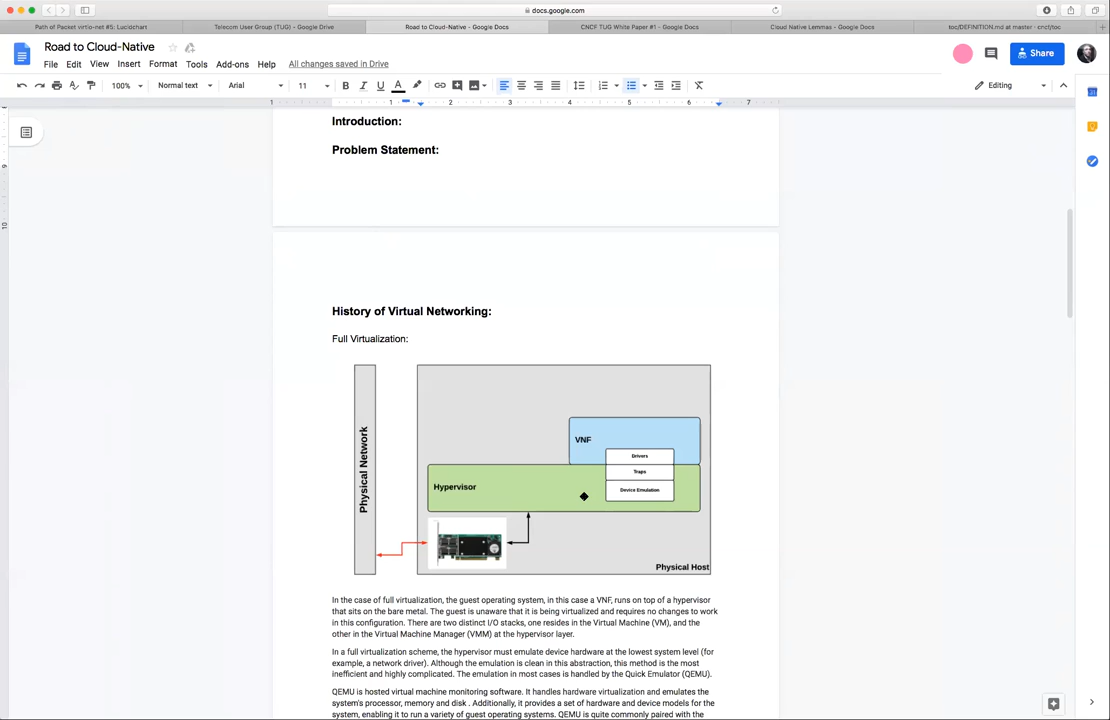 docs.google.com
Path of Packet virtio-net #5: Lucidchart
Telecom User Group (TUG) - Google Drive
Road to Cloud-Native - Google Docs
CNCF TUG White Paper #1 - Google Docs
Cloud Native Lemmas - Google Docs
toc/DEFINITION.md at master · cncf/toc
Road to Cloud-Native
File Edit View Insert Format Tools Add-ons Help All changes saved in Drive
Share
100% Normal text Arial 11 B I U A Editing
1 1 2 3 4 5 6 7
Introduction:
Problem Statement:
9
10
History of Virtual Networking:
Full Virtualization:
Physical Network
VNF
Drivers
Traps
Hypervisor
Device Emulation
Physical Host
In the case of full virtualization, the guest operating system, in this case a VNF, runs on top of a hypervisor
that sits on the bare metal. The guest is unaware that it is being virtualized and requires no changes to work
in this configuration. There are two distinct I/O stacks, one resides in the Virtual Machine (VM), and the
other in the Virtual Machine Manager (VMM) at the hypervisor layer.
In a full virtualization scheme, the hypervisor must emulate device hardware at the lowest system level (for
example, a network driver). Although the emulation is clean in this abstraction, this method is the most
inefficient and highly complicated. The emulation in most cases is handled by the Quick Emulator (QEMU).
QEMU is hosted virtual machine monitoring software. It handles hardware virtualization and emulates the
system's processor, memory and disk . Additionally, it provides a set of hardware and device models for the
system, enabling it to run a variety of guest operating systems. QEMU is quite commonly paired with the